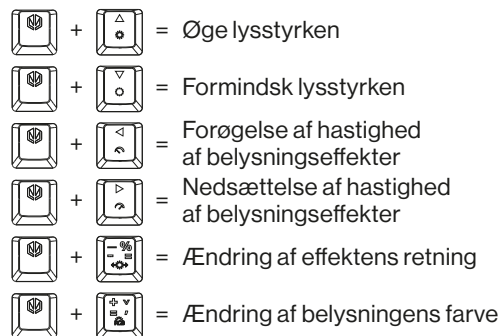 + = Øge lysstyrken
+ = Formindsk lysstyrken
+ = Forøgelse af hastighed
af belysningseffekter
+ = Nedsættelse af hastighed
af belysningseffekter
+ % = Ændring af effektens retning
+ = Ændring af belysningens farve